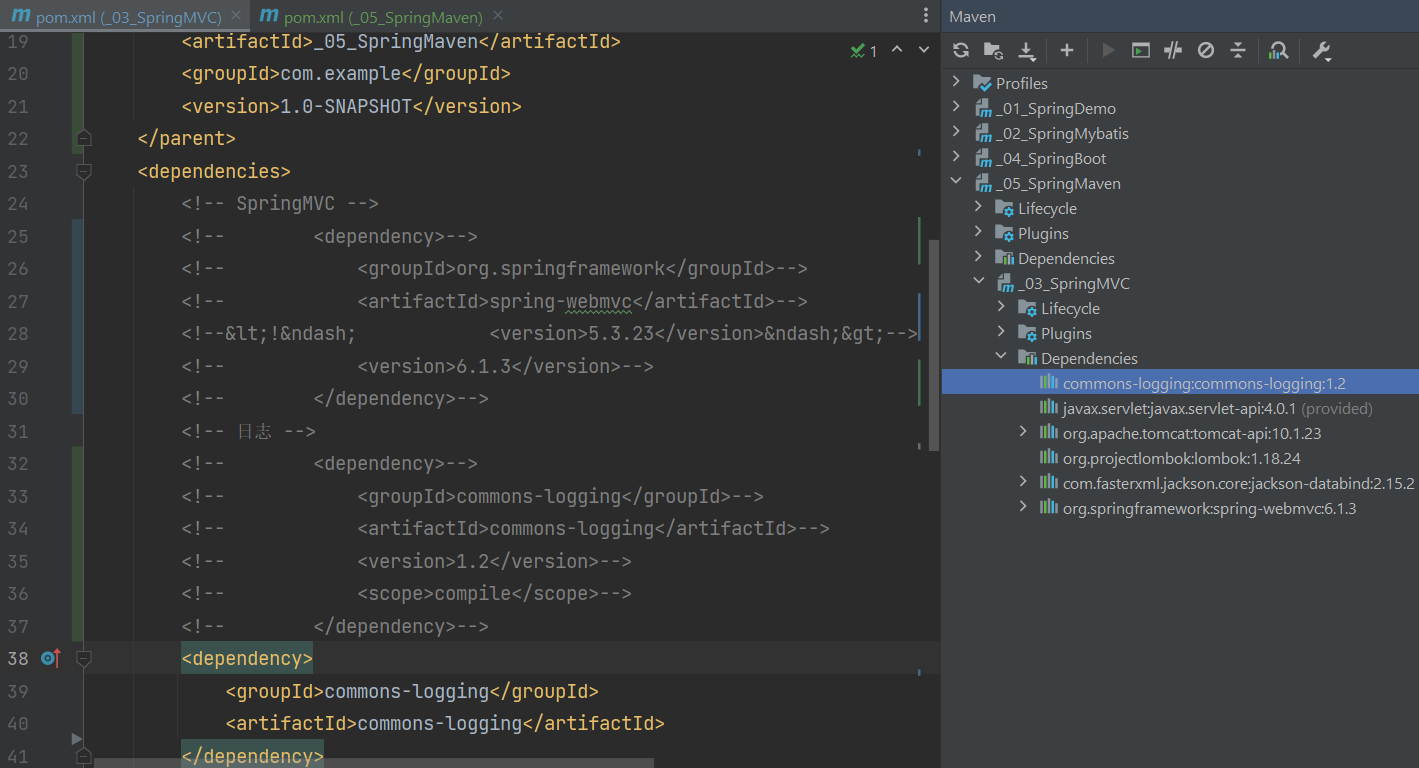 pom.xml (_03_SpringMVC)
pom.xml (_05_SpringMaven)
19 <artifactId>_05_SpringMaven</artifactId>
1
20 <groupId>com.example</groupId>
21 <version>1.0-SNAPSHOT</version>
22 </parent>
23 <dependencies>
24 <!-- SpringMVC -->
25 <!-- <dependency>-->
26 <!-- <groupId>org.springframework</groupId>-->
27 <!-- <artifactId>spring-webmvc</artifactId>-->
28 <!--&lt;!&ndash; <version>5.3.23</version>&ndash;&gt;-->
29 <!-- <version>6.1.3</version>-->
30 <!-- </dependency>-->
31 <!-- 日志 -->
32 <!-- <dependency>-->
33 <!-- <groupId>commons-logging</groupId>-->
34 <!-- <artifactId>commons-logging</artifactId>-->
35 <!-- <version>1.2</version>-->
36 <!-- <scope>compile</scope>-->
37 <!-- </dependency>-->
38 <dependency>
39 <groupId>commons-logging</groupId>
40 <artifactId>commons-logging</artifactId>
41 </dependency>
Maven
Profiles
_01_SpringDemo
_02_SpringMybatis
_04_SpringBoot
_05_SpringMaven
Lifecycle
Plugins
Dependencies
_03_SpringMVC
Lifecycle
Plugins
Dependencies
commons-logging:commons-logging:1.2
javax.servlet:javax.servlet-api:4.0.1 (provided)
org.apache.tomcat:tomcat-api:10.1.23
org.projectlombok:lombok:1.18.24
com.fasterxml.jackson.core:jackson-databind:2.15.2
org.springframework:spring-webmvc:6.1.3